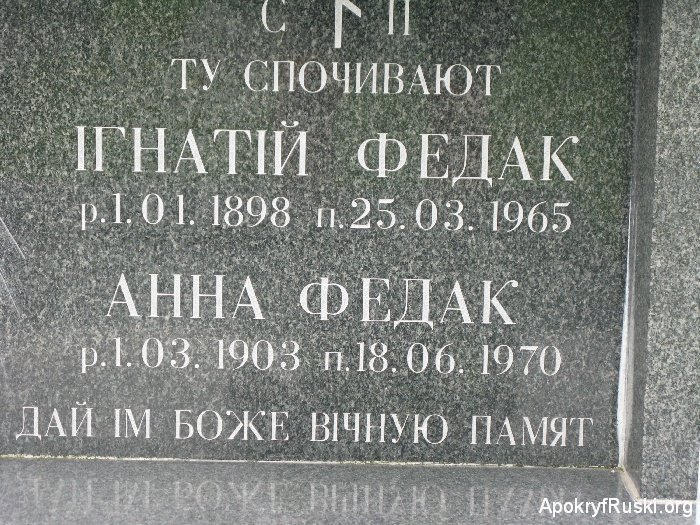 С П
ТУ СПОЧИВАЮТ
ІГНАТІЙ ФЕДАК
р.1.01.1898 п.25.03.1965
АННА ФЕДАК
р.1.03.1903 п.18.06.1970
ДАЙ ІМ БОЖЕ ВІЧНУЮ ПАМЯТ
ApokryfRuski.org